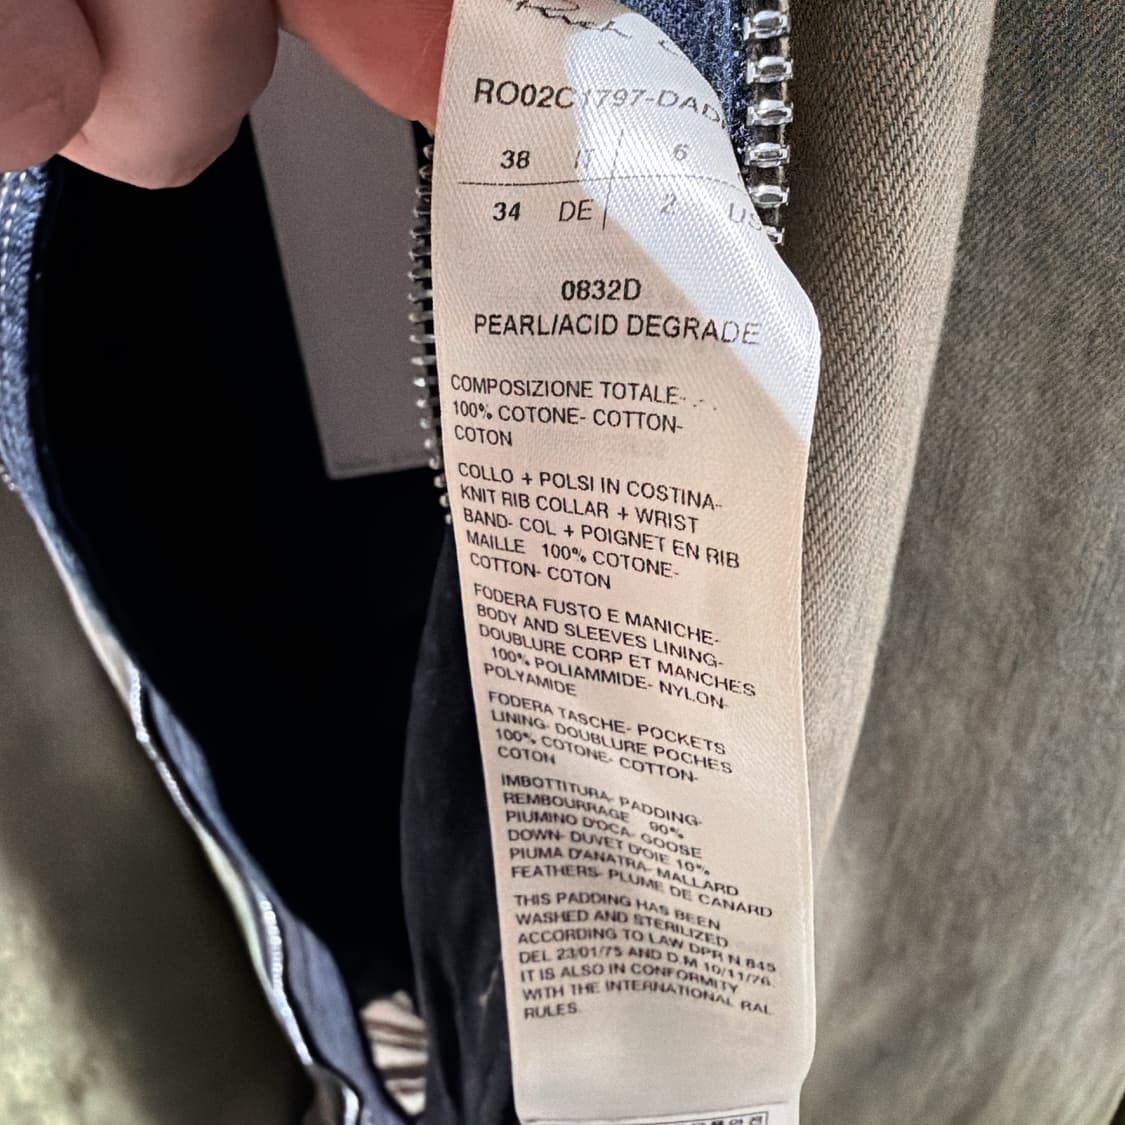 Rick
RO02C1797-DAD
38 IT 6
34 DE 2 US
0832D
PEARL/ACID DEGRADE
COMPOSIZIONE TOTALE-
100% COTONE- COTTON-
COTON
COLLO + POLSI IN COSTINA-
KNIT RIB COLLAR + WRIST
BAND- COL + POIGNET EN RIB
MAILLE 100% COTONE-
COTTON- COTON
FODERA FUSTO E MANICHE-
BODY AND SLEEVES LINING-
DOUBLURE CORP ET MANCHES
100% POLIAMMIDE- NYLON-
POLYAMIDE
FODERA TASCHE- POCKETS
LINING- DOUBLURE POCHES
100% COTONE- COTTON-
COTON
IMBOTTITURA- PADDING-
REMBOURRAGE 90%
PIUMINO D'OCA- GOOSE
DOWN- DUVET D'OIE 10%
PIUMA D'ANATRA- MALLARD
FEATHERS- PLUME DE CANARD
THIS PADDING HAS BEEN
WASHED AND STERILIZED
ACCORDING TO LAW DPR N 845
DEL 23/01/75 AND D.M 10/11/76.
IT IS ALSO IN CONFORMITY
WITH THE INTERNATIONAL RAL
RULES.